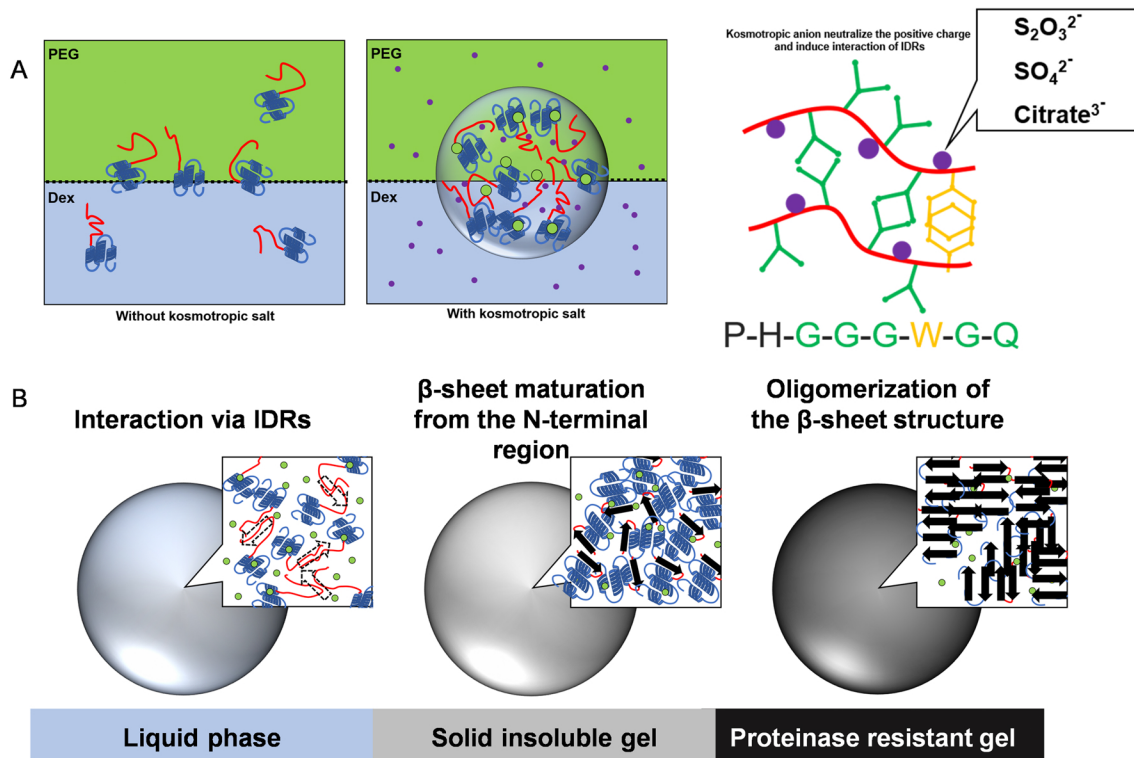 A
PEG
Dex
Without kosmotropic salt
With kosmotropic salt
Kosmotropic anion neutralize the positive charge
and induce interaction of IDRs
S₂O₃²⁻
SO₄²⁻
Citrate³⁻
P-H-G-G-G-W-G-Q
B
Interaction via IDRs
β-sheet maturation
from the N-terminal
region
Oligomerization of
the β-sheet structure
Liquid phase
Solid insoluble gel
Proteinase resistant gel